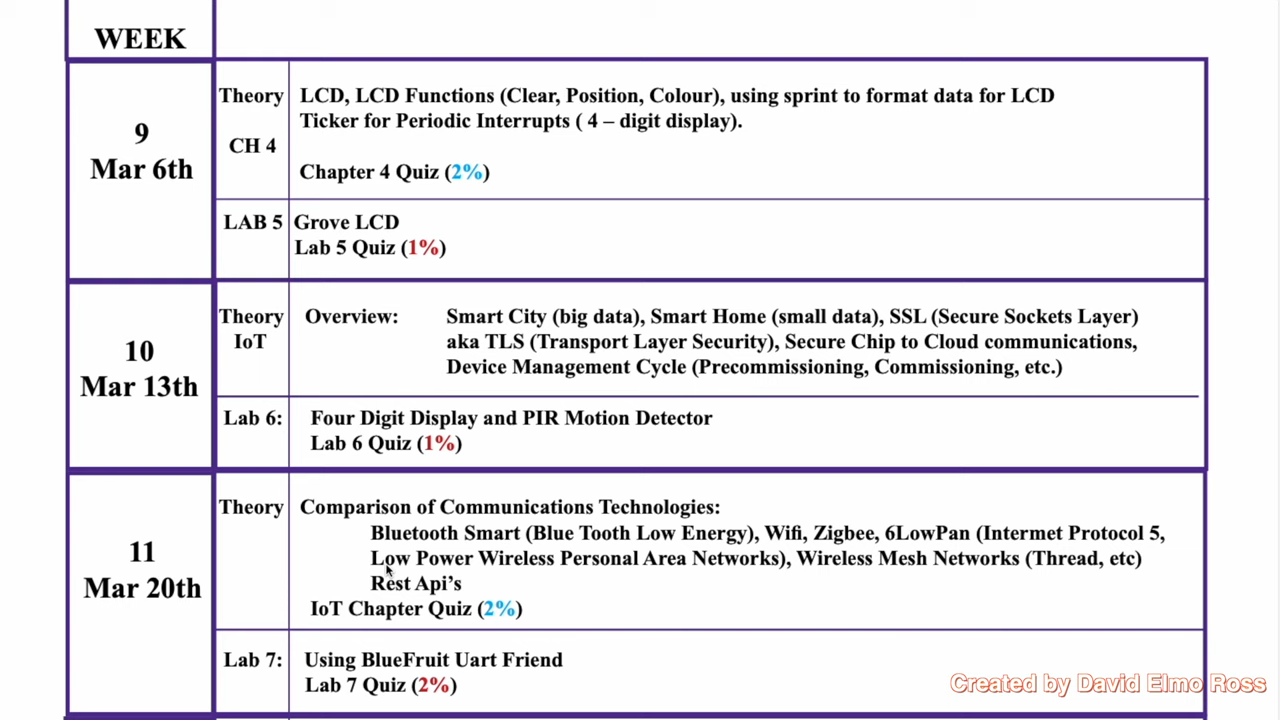 WEEK
9
Mar 6th
Theory
CH 4
LCD, LCD Functions (Clear, Position, Colour), using sprint to format data for LCD
Ticker for Periodic Interrupts ( 4 – digit display).
Chapter 4 Quiz (2%)
LAB 5
Grove LCD
Lab 5 Quiz (1%)
10
Mar 13th
Theory
IoT
Overview: Smart City (big data), Smart Home (small data), SSL (Secure Sockets Layer)
aka TLS (Transport Layer Security), Secure Chip to Cloud communications,
Device Management Cycle (Precommissioning, Commissioning, etc.)
Lab 6:
Four Digit Display and PIR Motion Detector
Lab 6 Quiz (1%)
11
Mar 20th
Theory
Comparison of Communications Technologies:
Bluetooth Smart (Blue Tooth Low Energy), Wifi, Zigbee, 6LowPan (Intermet Protocol 5,
Low Power Wireless Personal Area Networks), Wireless Mesh Networks (Thread, etc)
Rest Api’s
IoT Chapter Quiz (2%)
Lab 7:
Using BlueFruit Uart Friend
Lab 7 Quiz (2%)
Created by David Elmo Ross